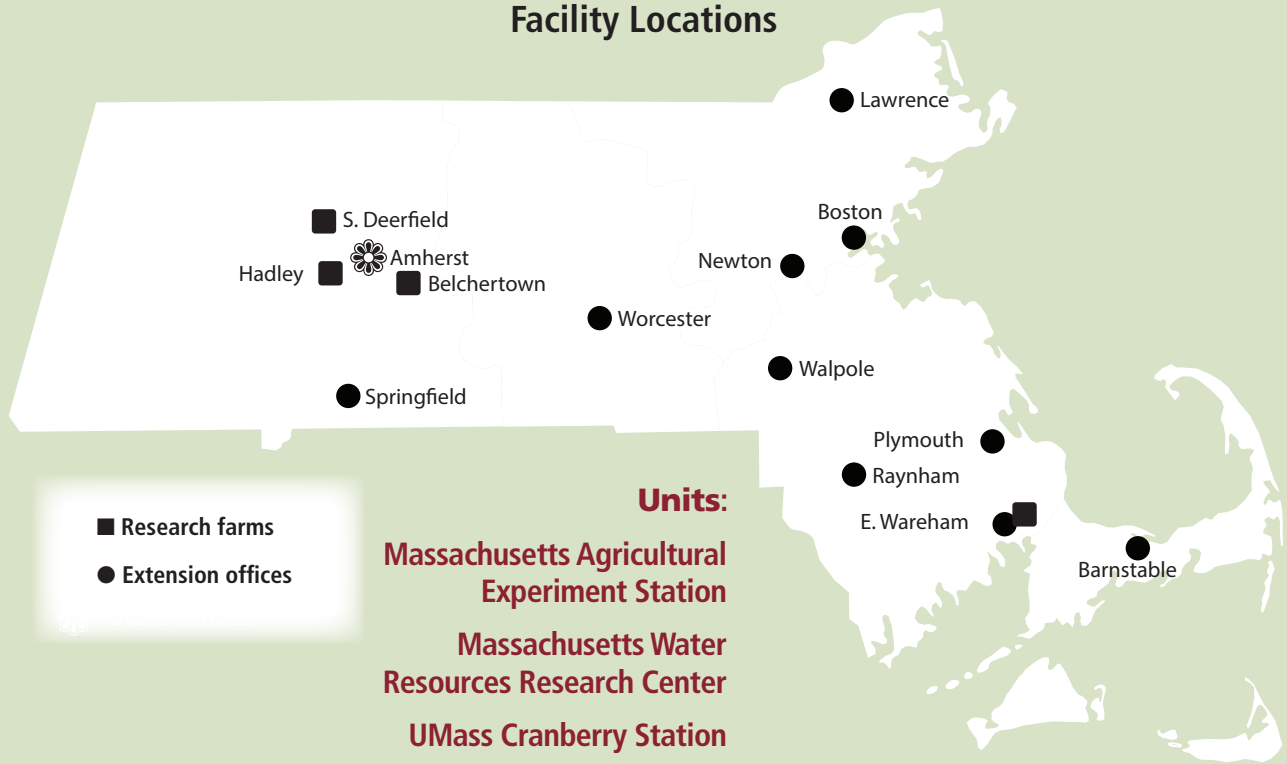 Facility Locations
Lawrence
Boston
S. Deerfield
Amherst
Newton
Hadley
Belchertown
Worcester
Walpole
Springfield
Plymouth
Raynham
E. Wareham
Barnstable
Research farms
Extension offices
Units:
Massachusetts Agricultural
Experiment Station
Massachusetts Water
Resources Research Center
UMass Cranberry Station